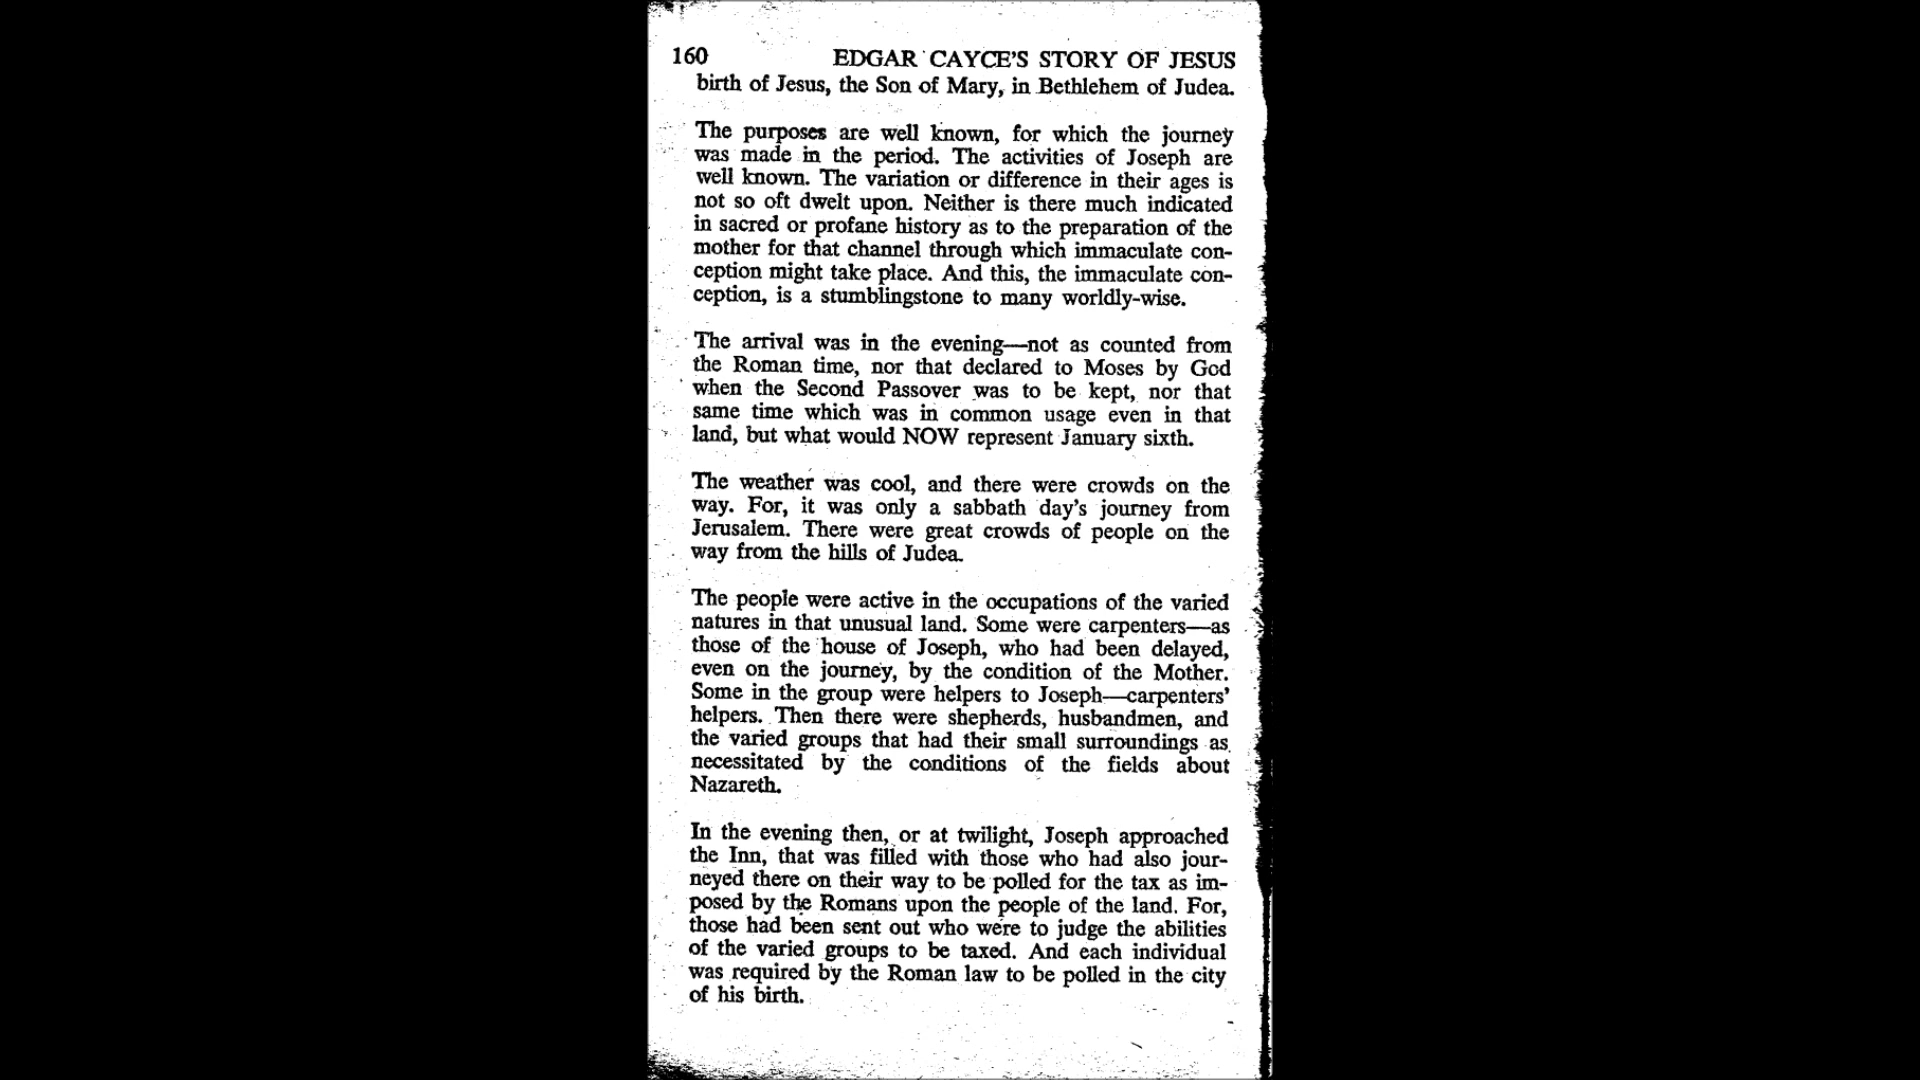 160 EDGAR CAYCE'S STORY OF JESUS
birth of Jesus, the Son of Mary, in Bethlehem of Judea.
The purposes are well known, for which the journey
was made in the period. The activities of Joseph are
well known. The variation or difference in their ages is
not so oft dwelt upon. Neither is there much indicated
in sacred or profane history as to the preparation of the
mother for that channel through which immaculate con-
ception might take place. And this, the immaculate con-
ception, is a stumblingstone to many worldly-wise.
The arrival was in the evening—not as counted from
the Roman time, nor that declared to Moses by God
when the Second Passover was to be kept, nor that
same time which was in common usage even in that
land, but what would NOW represent January sixth.
The weather was cool, and there were crowds on the
way. For, it was only a sabbath day's journey from
Jerusalem. There were great crowds of people on the
way from the hills of Judea.
The people were active in the occupations of the varied
natures in that unusual land. Some were carpenters—as
those of the house of Joseph, who had been delayed,
even on the journey, by the condition of the Mother.
Some in the group were helpers to Joseph—carpenters'
helpers. Then there were shepherds, husbandmen, and
the varied groups that had their small surroundings as
necessitated by the conditions of the fields about
Nazareth.
In the evening then, or at twilight, Joseph approached
the Inn, that was filled with those who had also jour-
neyed there on their way to be polled for the tax as im-
posed by the Romans upon the people of the land. For,
those had been sent out who were to judge the abilities
of the varied groups to be taxed. And each individual
was required by the Roman law to be polled in the city
of his birth.